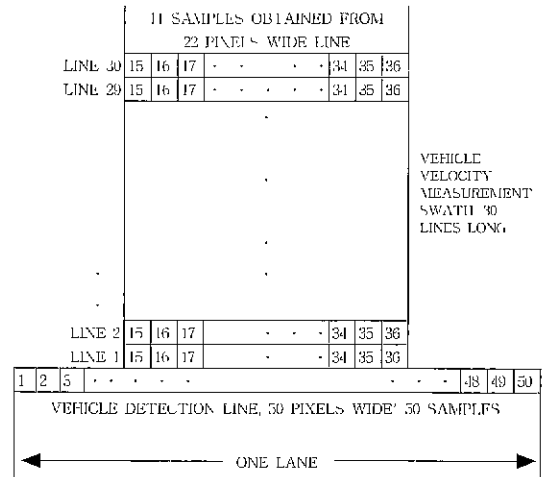 11 SAMPLES OBTAINED FROM
22 PIXELS WIDE LINE
LINE 30 15 16 17 · · · · 34 35 36
LINE 29 15 16 17 · · · · · 34 35 36
VEHICLE
VELOCITY
MEASUREMENT
SWATH 30
LINES LONG
LINE 2 15 16 17 · · · 34 35 36
LINE 1 15 16 17 · · · 34 35 36
1 2 3 · · · · · · · · 48 49 50
VEHICLE DETECTION LINE, 50 PIXELS WIDE' 50 SAMPLES
ONE LANE